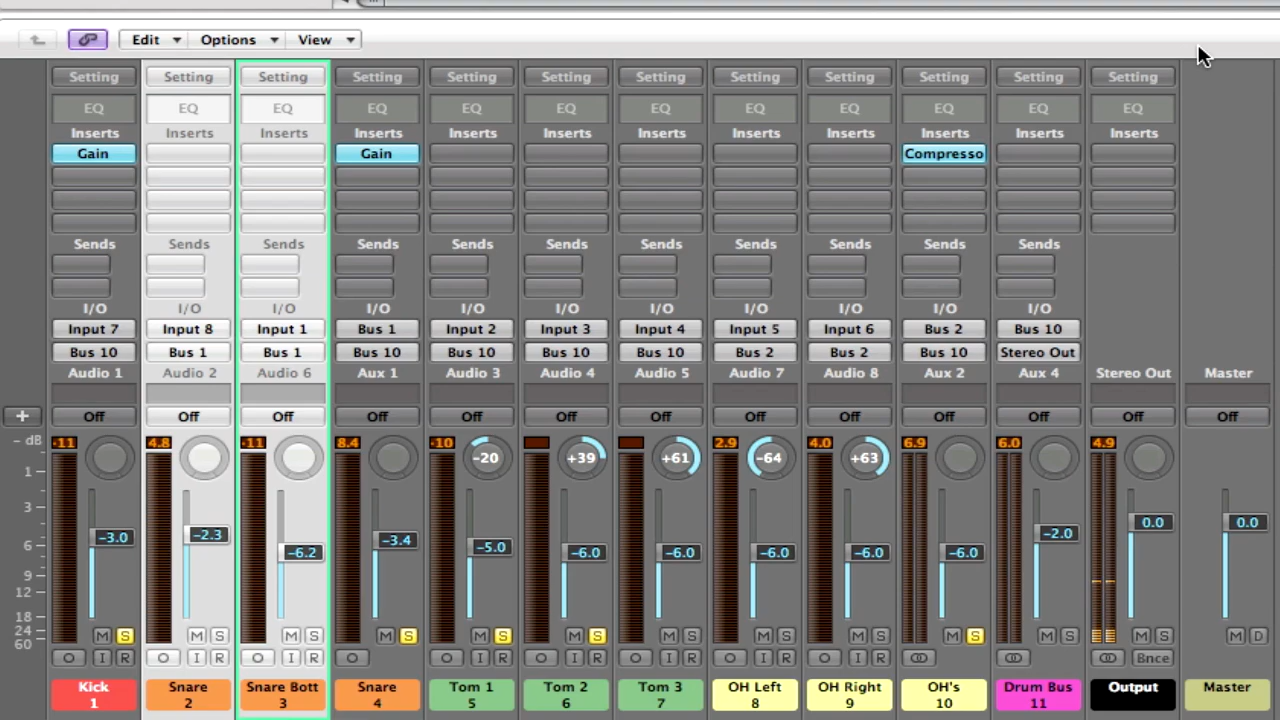 Edit Options View
Setting Setting Setting Setting Setting Setting Setting Setting Setting Setting Setting Setting
EQ EQ EQ EQ EQ EQ EQ EQ EQ EQ EQ EQ
Inserts Inserts Inserts Inserts Inserts Inserts Inserts Inserts Inserts Inserts Inserts Inserts
Gain Gain Compresso
Sends Sends Sends Sends Sends Sends Sends Sends Sends Sends Sends
I/O I/O I/O I/O I/O I/O I/O I/O I/O I/O I/O
Input 7 Input 8 Input 1 Bus 1 Input 2 Input 3 Input 4 Input 5 Input 6 Bus 2 Bus 10
Bus 10 Bus 1 Bus 1 Bus 10 Bus 10 Bus 10 Bus 10 Bus 2 Bus 2 Bus 10 Stereo Out
Audio 1 Audio 2 Audio 6 Aux 1 Audio 3 Audio 4 Audio 5 Audio 7 Audio 8 Aux 2 Aux 4 Stereo Out Master
+ Off Off Off Off Off Off Off Off Off Off Off Off Off
- dB -11 4.8 -11 8.4 -10 2.9 4.0 6.9 6.0 4.9
-20 +39 +61 -64 +63
1
3
-3.0 -2.3 -6.2 -3.4 -5.0 -6.0 -6.0 -6.0 -6.0 -6.0 -2.0 0.0 0.0
6
9
12
18
24
60
M S M S M S M S M S M S M S M S M S M S M S M S M D
I R I R I R I R I R I R I R I R Bnce
Kick Snare Snare Bott Snare Tom 1 Tom 2 Tom 3 OH Left OH Right OH's Drum Bus Output Master
1 2 3 4 5 6 7 8 9 10 11